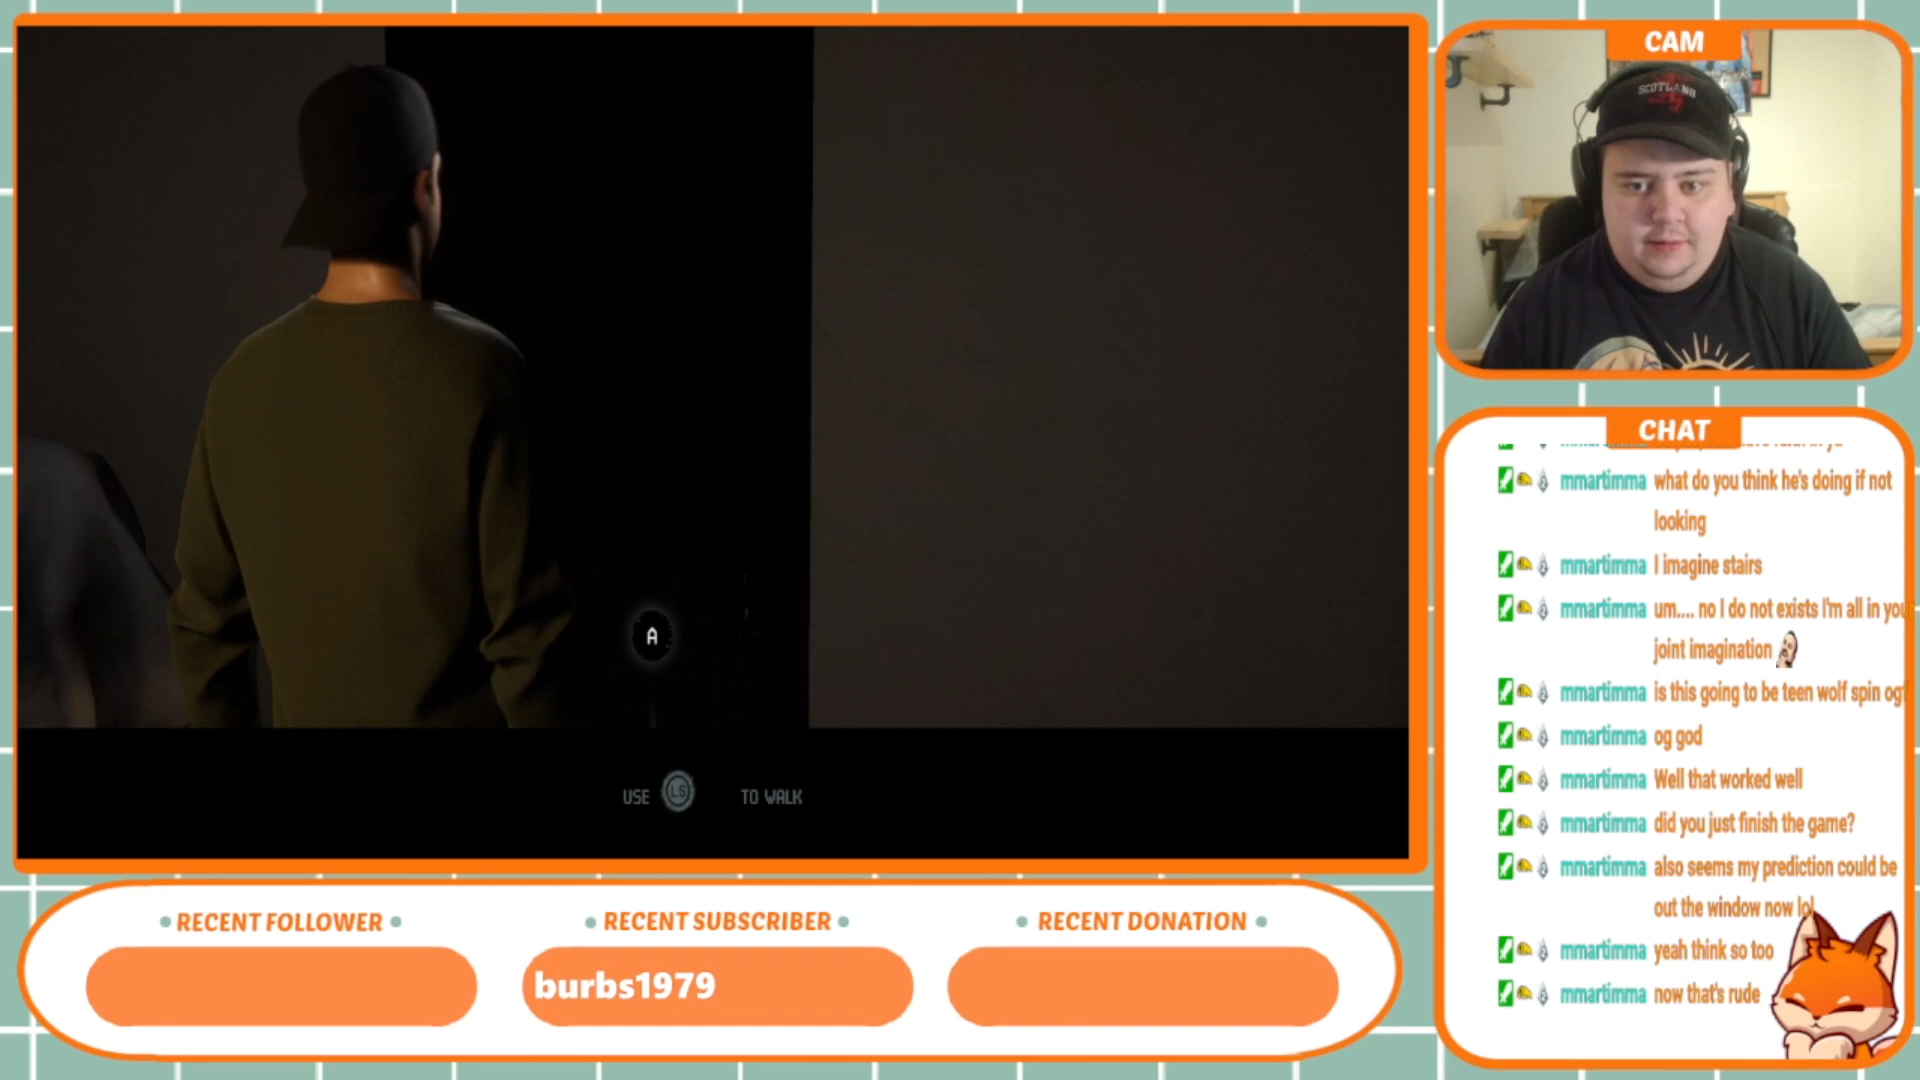 CAM
SCOTLAND
A
USE LS TO WALK
CHAT
mmartimma what do you think he's doing if not
looking
mmartimma I imagine stairs
mmartimma um.... no I do not exists I'm all in you
joint imagination
mmartimma is this going to be teen wolf spin og
mmartimma og god
mmartimma Well that worked well
mmartimma did you just finish the game?
mmartimma also seems my prediction could be
out the window now lol
mmartimma yeah think so too
mmartimma now that's rude
• RECENT FOLLOWER •
• RECENT SUBSCRIBER •
• RECENT DONATION •
burbs1979